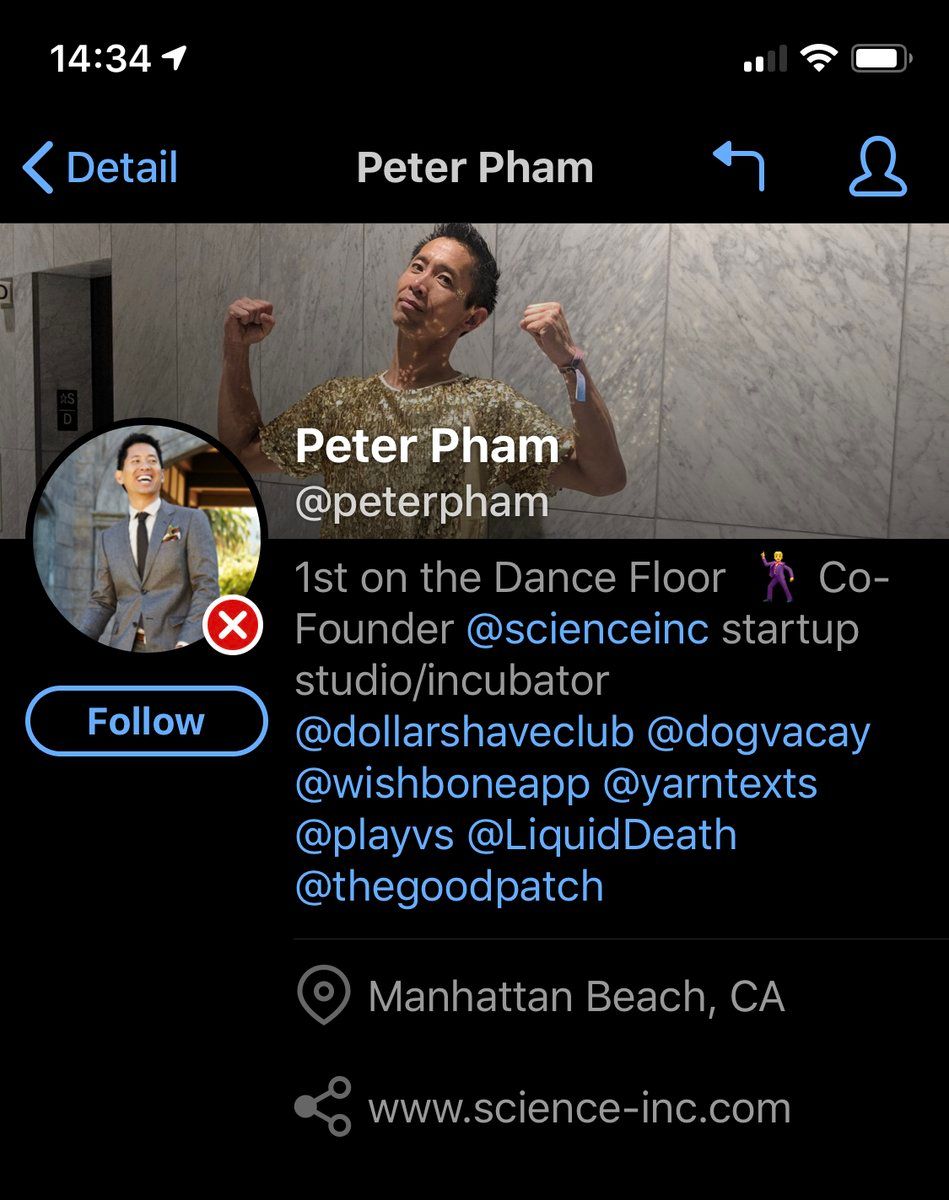 14:34
Detail
Peter Pham
D
☆S
D
Peter Pham
@peterpham
1st on the Dance Floor 🕺 Co-
Founder @scienceinc startup
studio/incubator
@dollarshaveclub @dogvacay
@wishboneapp @yarntexts
@playvs @LiquidDeath
@thegoodpatch
Follow
Manhattan Beach, CA
www.science-inc.com